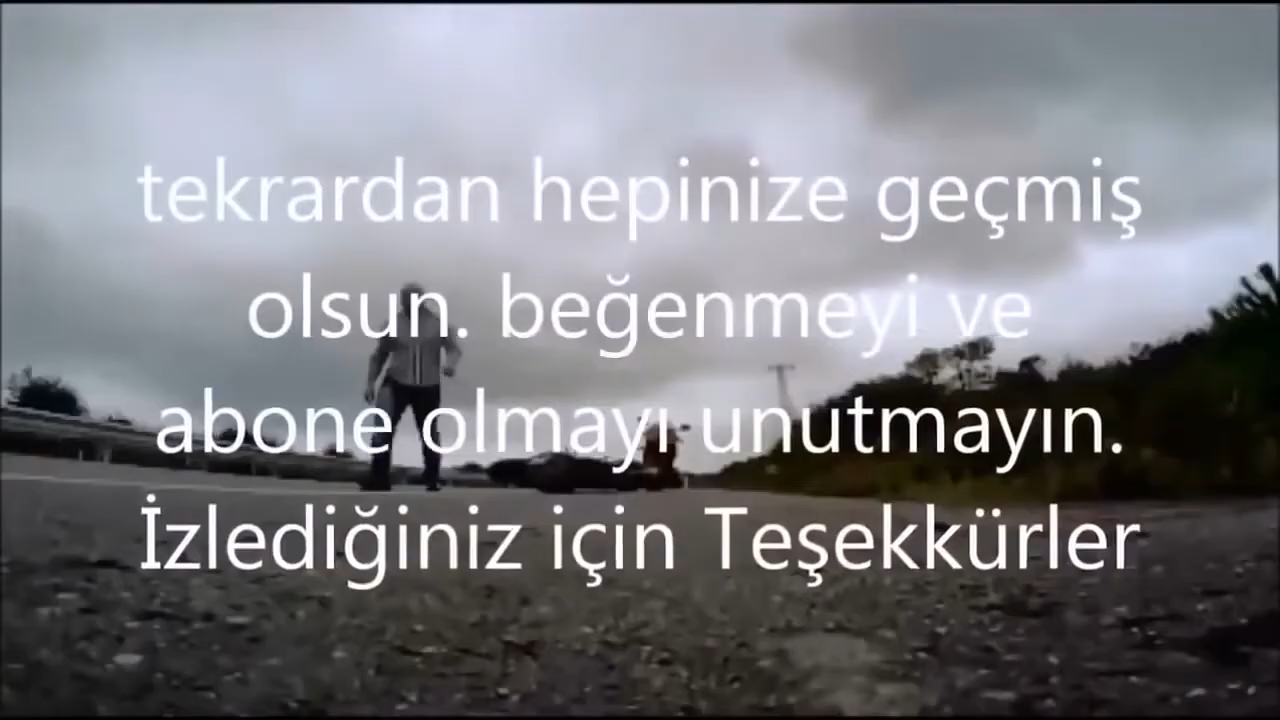 tekrardan hepinize geçmiş
olsun. beğenmeyi ve
abone olmayı unutmayın.
İzlediğiniz için Teşekkürler